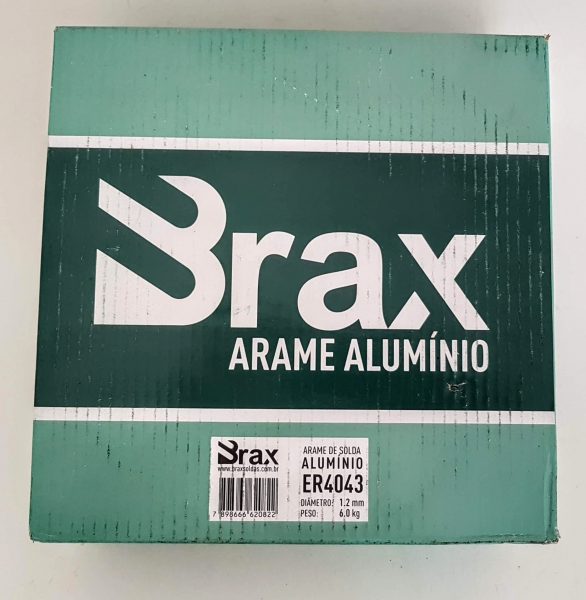 Brax
ARAME ALUMÍNIO
Brax
www.braxsoldas.com.br
7 898666 620822
ARAME DE SOLDA
ALUMÍNIO
ER4043
DIÂMETRO: 1.2 mm
PESO: 6.0 kg